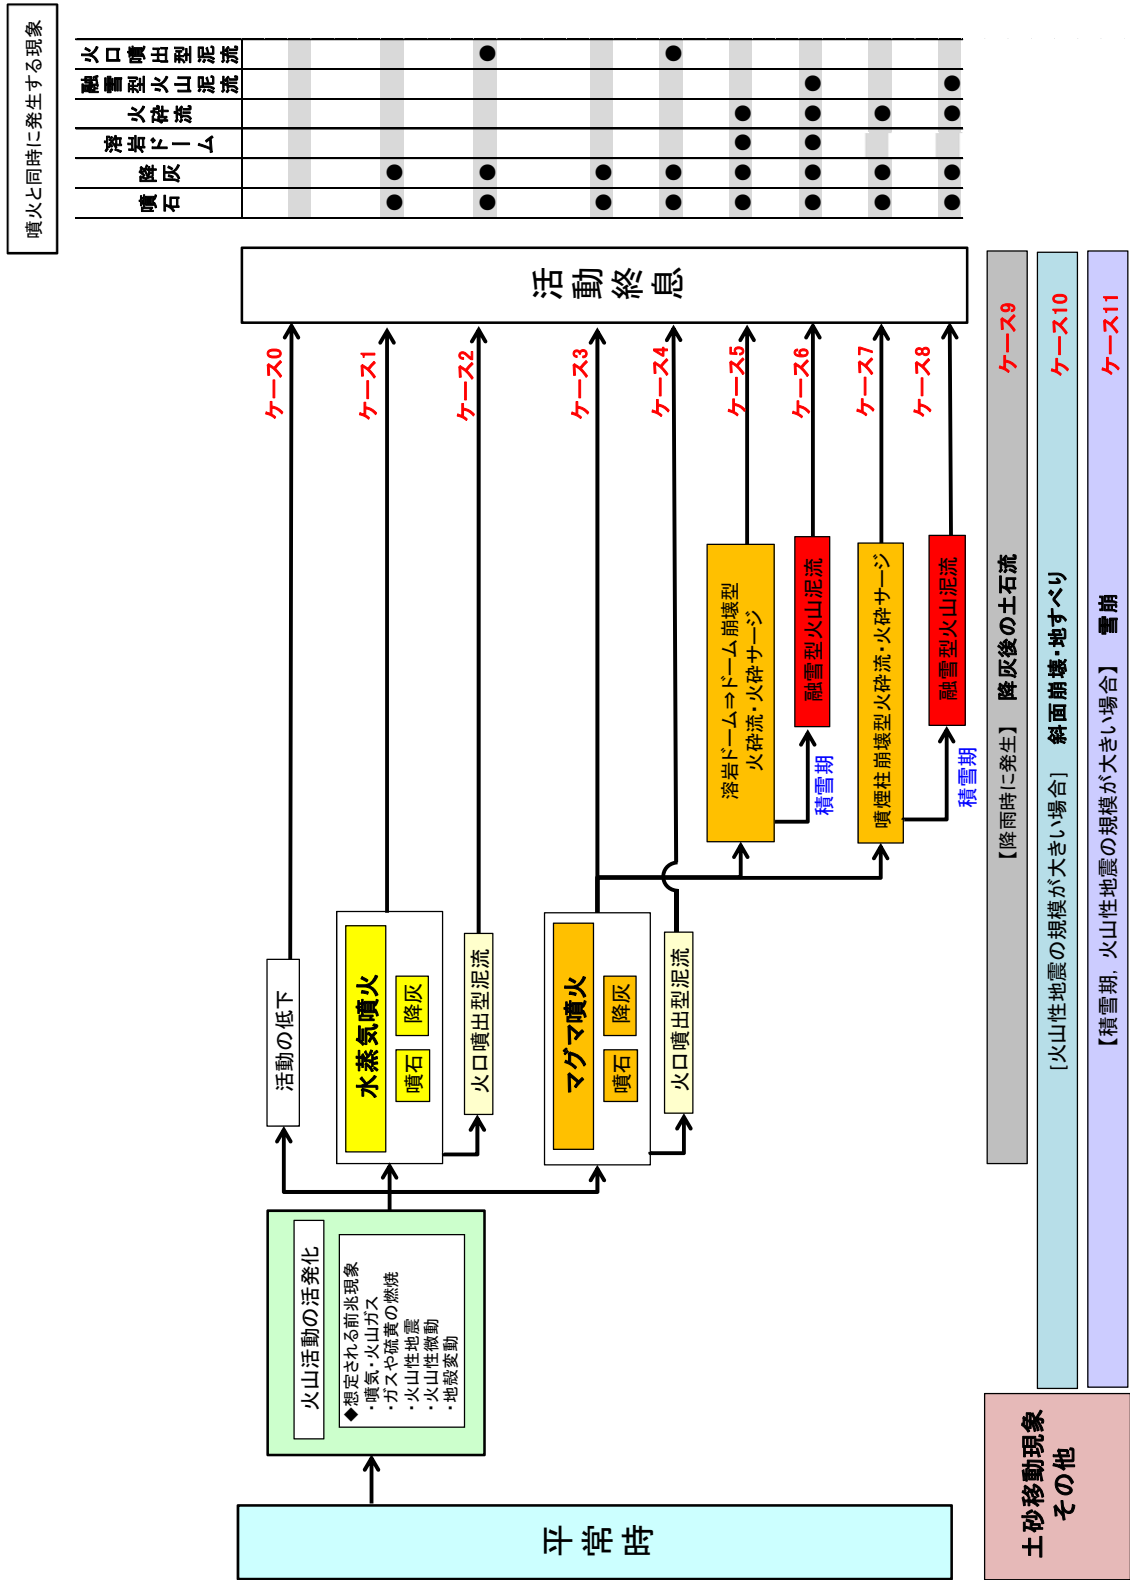 噴火と同時に発生する現象
噴石
降灰
溶岩ドーム
火砕流
融雪型火山泥流
火口噴出型泥流
平常時
火山活動の活発化
◆想定される前兆現象
・噴気・火山ガス
・ガスや硫黄の燃焼
・火山性地震
・火山性微動
・地殻変動
活動の低下
ケース0
水蒸気噴火
噴石
降灰
ケース1
火口噴出型泥流
ケース2
マグマ噴火
噴石
降灰
ケース3
火口噴出型泥流
ケース4
溶岩ドーム⇒ドーム崩壊型
火砕流・火砕サージ
ケース5
積雪期
融雪型火山泥流
ケース6
噴煙柱崩壊型火砕流・火砕サージ
ケース7
積雪期
融雪型火山泥流
ケース8
活動終息
土砂移動現象
その他
【降雨時に発生】 降灰後の土石流 ケース9
[火山性地震の規模が大きい場合] 斜面崩壊・地すべり ケース10
【積雪期, 火山性地震の規模が大きい場合】 雪崩 ケース11